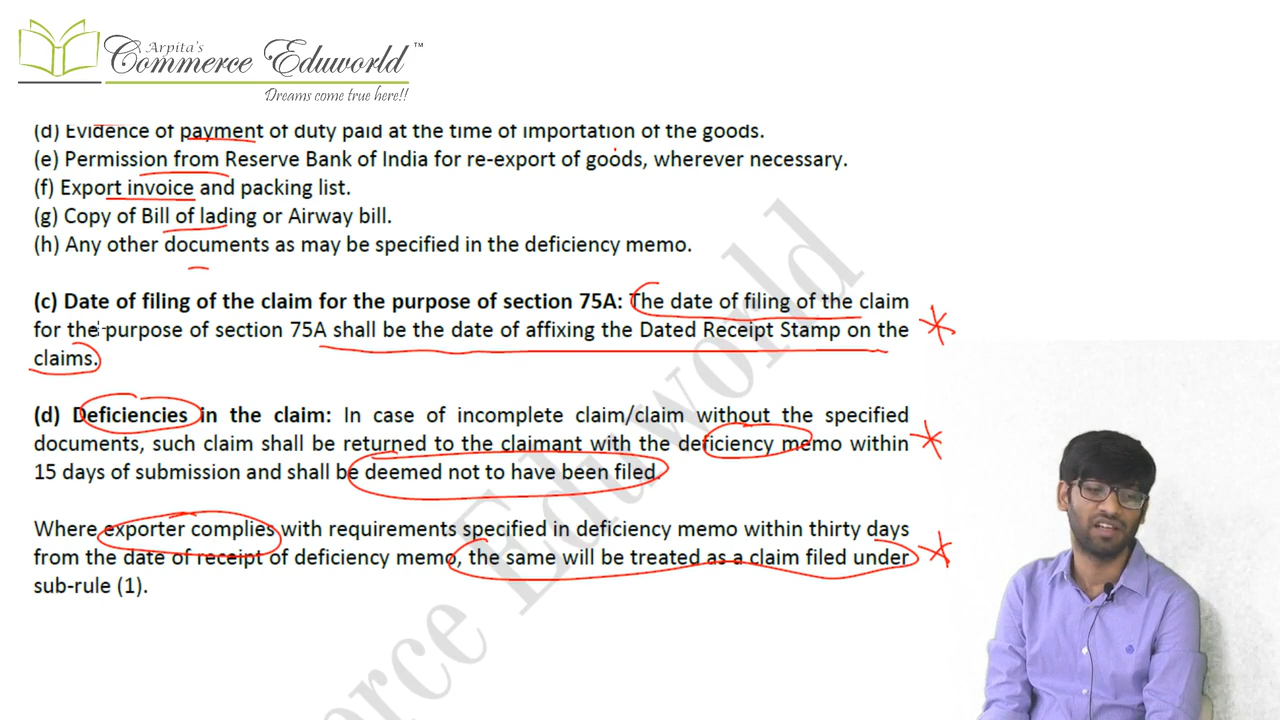 Arpita's
Commerce Eduworld™
Dreams come true here!!
(d) Evidence of payment of duty paid at the time of importation of the goods.
(e) Permission from Reserve Bank of India for re-export of goods, wherever necessary.
(f) Export invoice and packing list.
(g) Copy of Bill of lading or Airway bill.
(h) Any other documents as may be specified in the deficiency memo.
(c) Date of filing of the claim for the purpose of section 75A: The date of filing of the claim
for the purpose of section 75A shall be the date of affixing the Dated Receipt Stamp on the
claims.
(d) Deficiencies in the claim: In case of incomplete claim/claim without the specified
documents, such claim shall be returned to the claimant with the deficiency memo within
15 days of submission and shall be deemed not to have been filed.
Where exporter complies with requirements specified in deficiency memo within thirty days
from the date of receipt of deficiency memo, the same will be treated as a claim filed under
sub-rule (1).
erce Eduworld